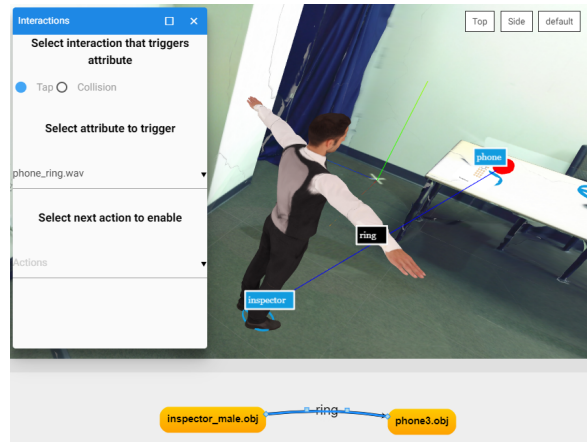 Interactions
Select interaction that triggers
attribute
Tap Collision
Select attribute to trigger
phone_ring.wav
Select next action to enable
Actions
Top Side default
phone
ring
inspector
inspector_male.obj ring phone3.obj